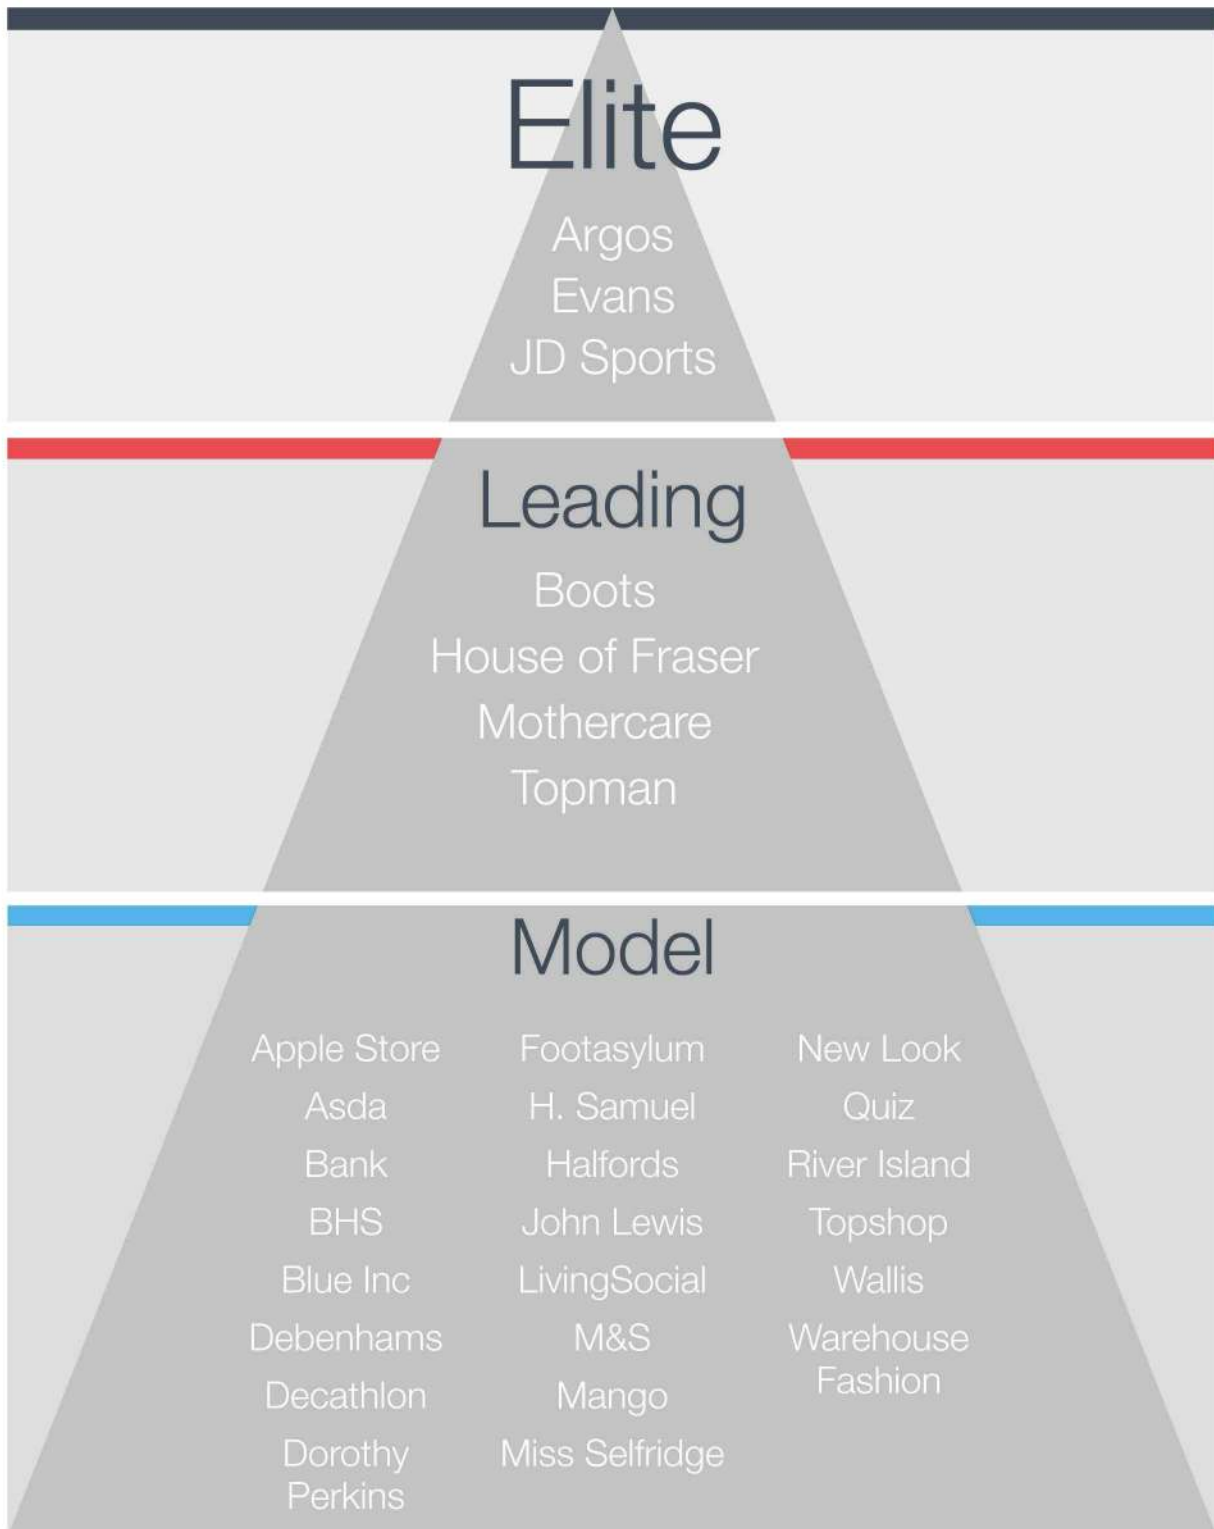 Elite
Argos
Evans
JD Sports
Leading
Boots
House of Fraser
Mothercare
Topman
Model
Apple Store
Asda
Bank
BHS
Blue Inc
Debenhams
Decathlon
Dorothy
Perkins
Footasylum
H. Samuel
Halfords
John Lewis
LivingSocial
M&S
Mango
Miss Selfridge
New Look
Quiz
River Island
Topshop
Wallis
Warehouse
Fashion